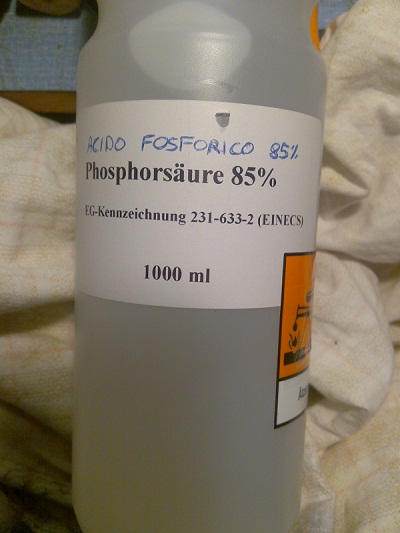 ACIDO FOSFORICO 85%
Phosphorsäure 85%
EG-Kennzeichnung 231-633-2 (EINECS)
1000 ml